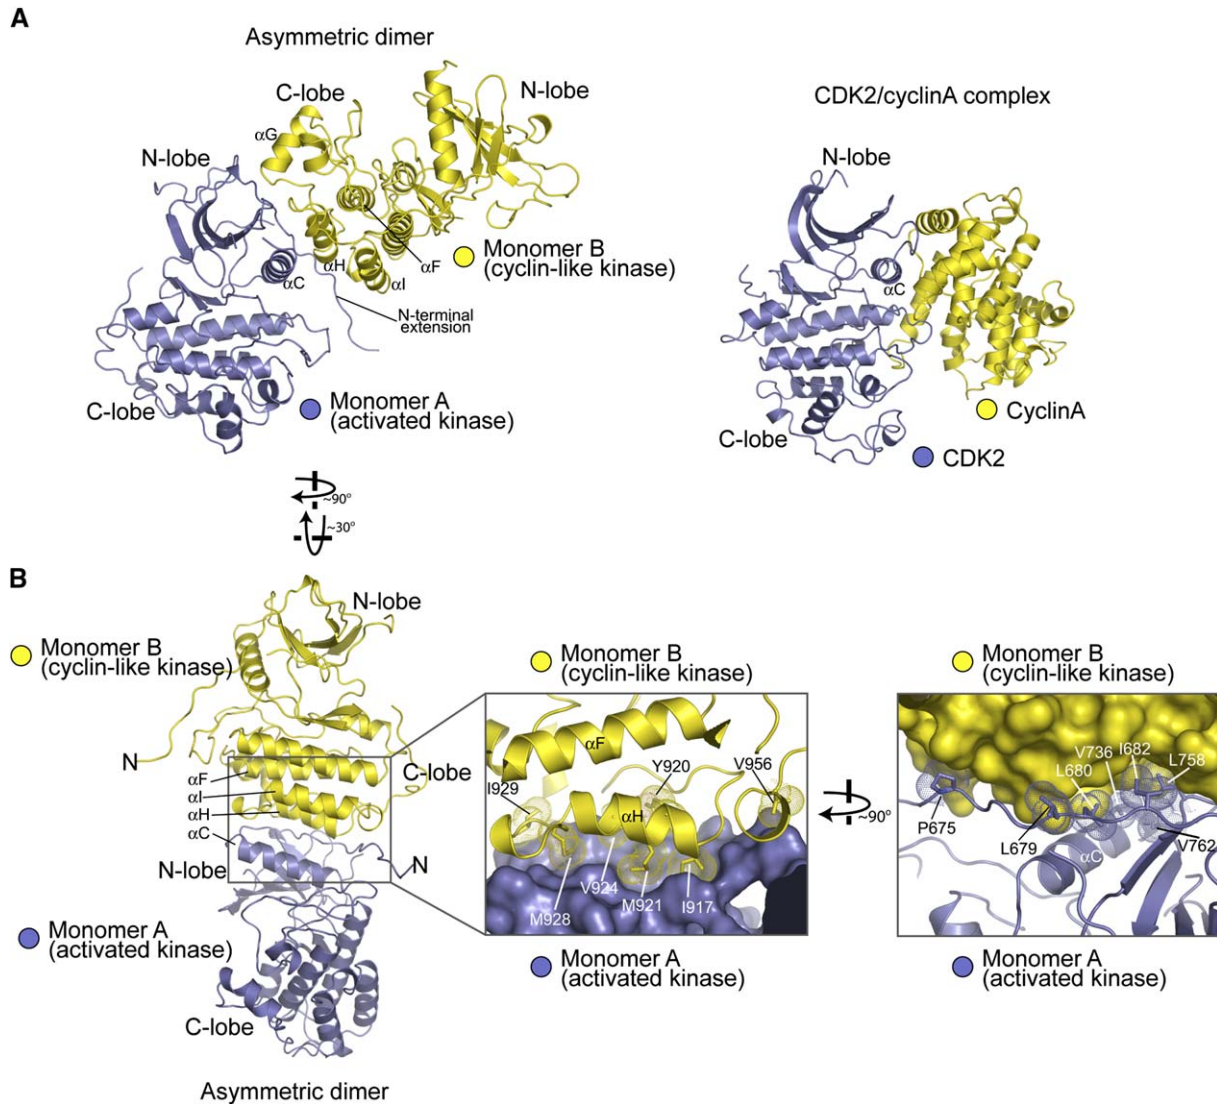 A
Asymmetric dimer
C-lobe
N-lobe
αG
N-lobe
αH
αI
αF
αC
Monomer B
(cyclin-like kinase)
N-terminal
extension
C-lobe
Monomer A
(activated kinase)
CDK2/cyclinA complex
N-lobe
αC
CyclinA
C-lobe
CDK2
~90°
~30°
B
N-lobe
Monomer B
(cyclin-like kinase)
N
C-lobe
αF
αI
αH
αC
N-lobe
N
Monomer A
(activated kinase)
C-lobe
Asymmetric dimer
Monomer B
(cyclin-like kinase)
αF
Y920
V956
I929
αH
V924
M928
M921
I917
Monomer A
(activated kinase)
~90°
Monomer B
(cyclin-like kinase)
V736
I682
L680
L758
P675
L679
αC
V762
Monomer A
(activated kinase)